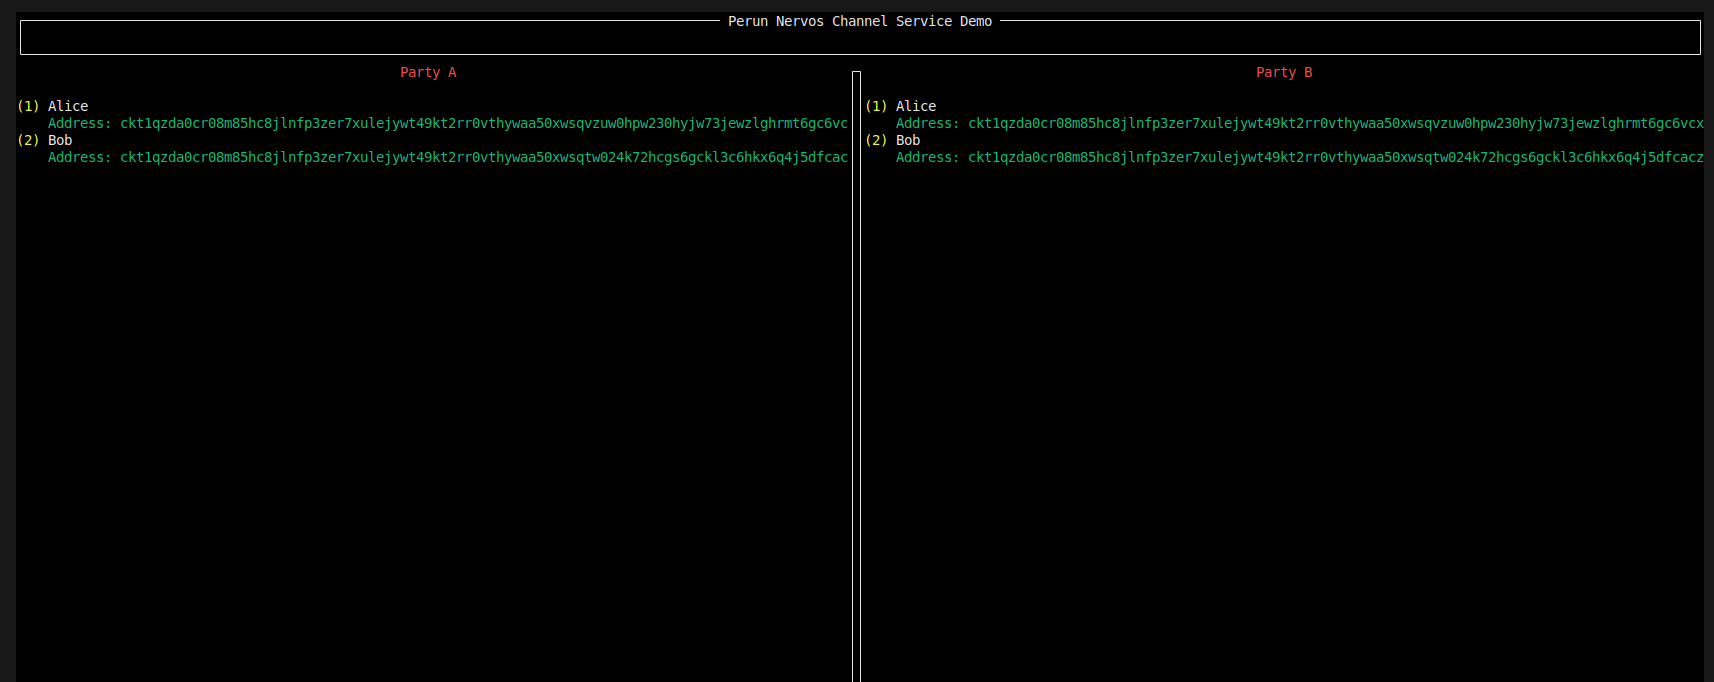 Perun Nervos Channel Service Demo
Party A
(1) Alice
Address: ckt1qzda0cr08m85hc8jlnfp3zer7xulejywt49kt2rr0vthywaa50xwsqvzuw0hpw230hyjw73jewzlghrmt6gc6vc
(2) Bob
Address: ckt1qzda0cr08m85hc8jlnfp3zer7xulejywt49kt2rr0vthywaa50xwsqtw024k72hcgs6gckl3c6hkx6q4j5dfcac
Party B
(1) Alice
Address: ckt1qzda0cr08m85hc8jlnfp3zer7xulejywt49kt2rr0vthywaa50xwsqvzuw0hpw230hyjw73jewzlghrmt6gc6vcx
(2) Bob
Address: ckt1qzda0cr08m85hc8jlnfp3zer7xulejywt49kt2rr0vthywaa50xwsqtw024k72hcgs6gckl3c6hkx6q4j5dfcacz